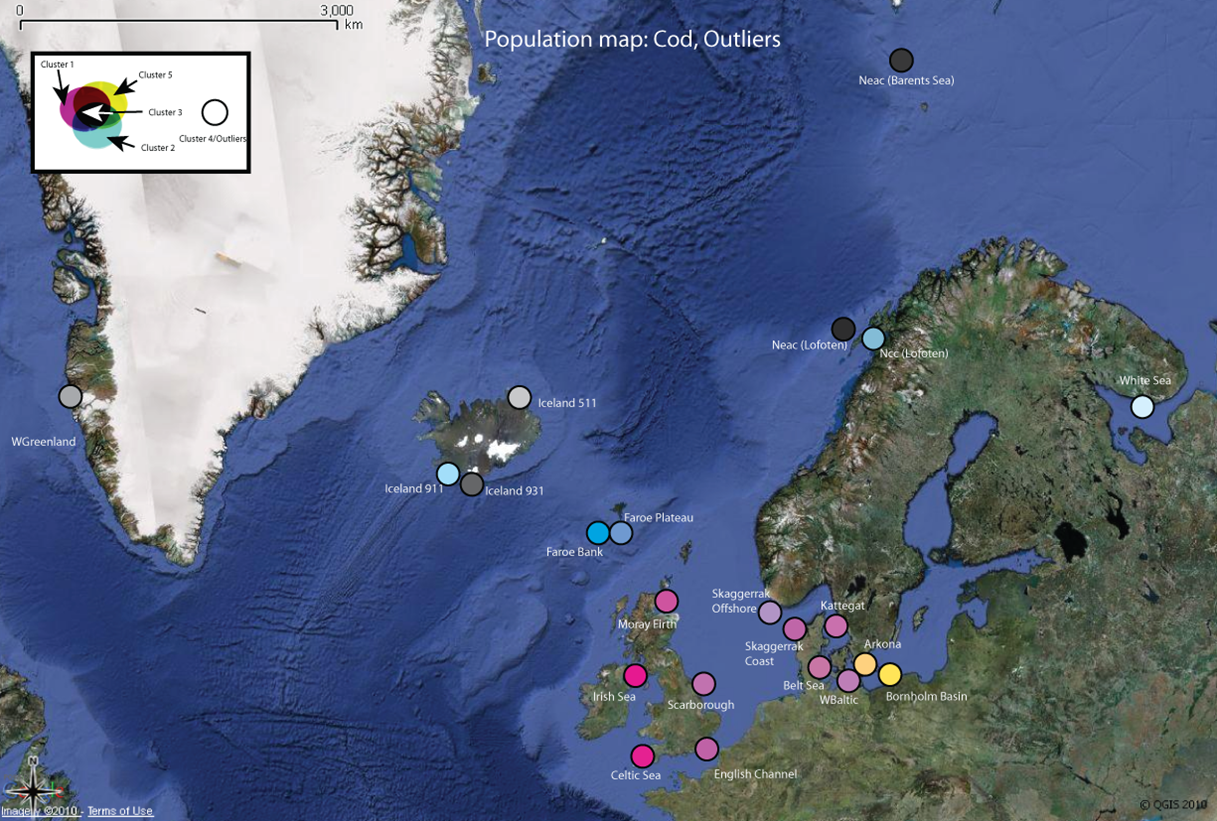 0 3,000
km
Population map: Cod, Outliers
Cluster 1
Cluster 5
Cluster 3
Cluster 4/Outliers
Cluster 2
Neac (Barents Sea)
Neac (Lofoten)
Ncc (Lofoten)
White Sea
Iceland 511
WGreenland
Iceland 911
Iceland 931
Faroe Plateau
Faroe Bank
Skaggerrak
Offshore
Kattegat
Moray Firth
Skaggerrak
Coast
Arkona
Belt Sea
Irish Sea
WBaltic
Bornholm Basin
Scarborough
Celtic Sea
English Channel
©2010 - Terms of Use
© QGIS 2010